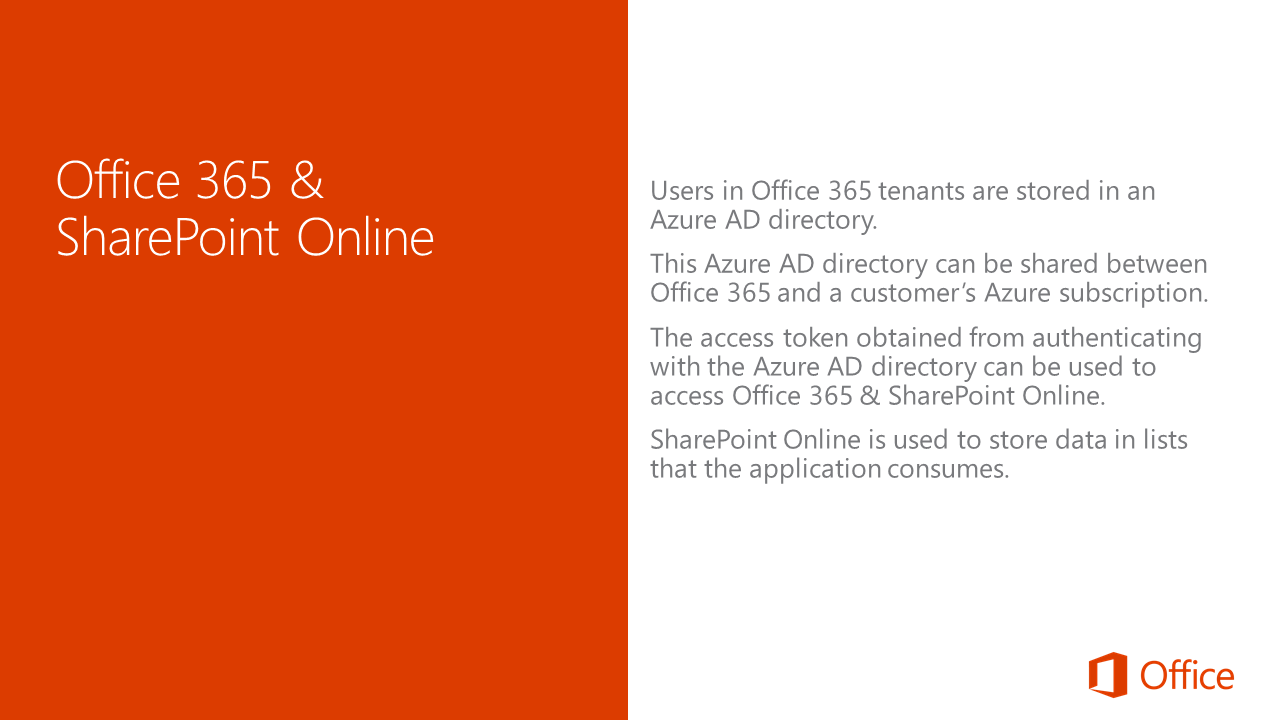 Office 365 &
SharePoint Online
Users in Office 365 tenants are stored in an
Azure AD directory.
This Azure AD directory can be shared between
Office 365 and a customer’s Azure subscription.
The access token obtained from authenticating
with the Azure AD directory can be used to
access Office 365 & SharePoint Online.
SharePoint Online is used to store data in lists
that the application consumes.
Office